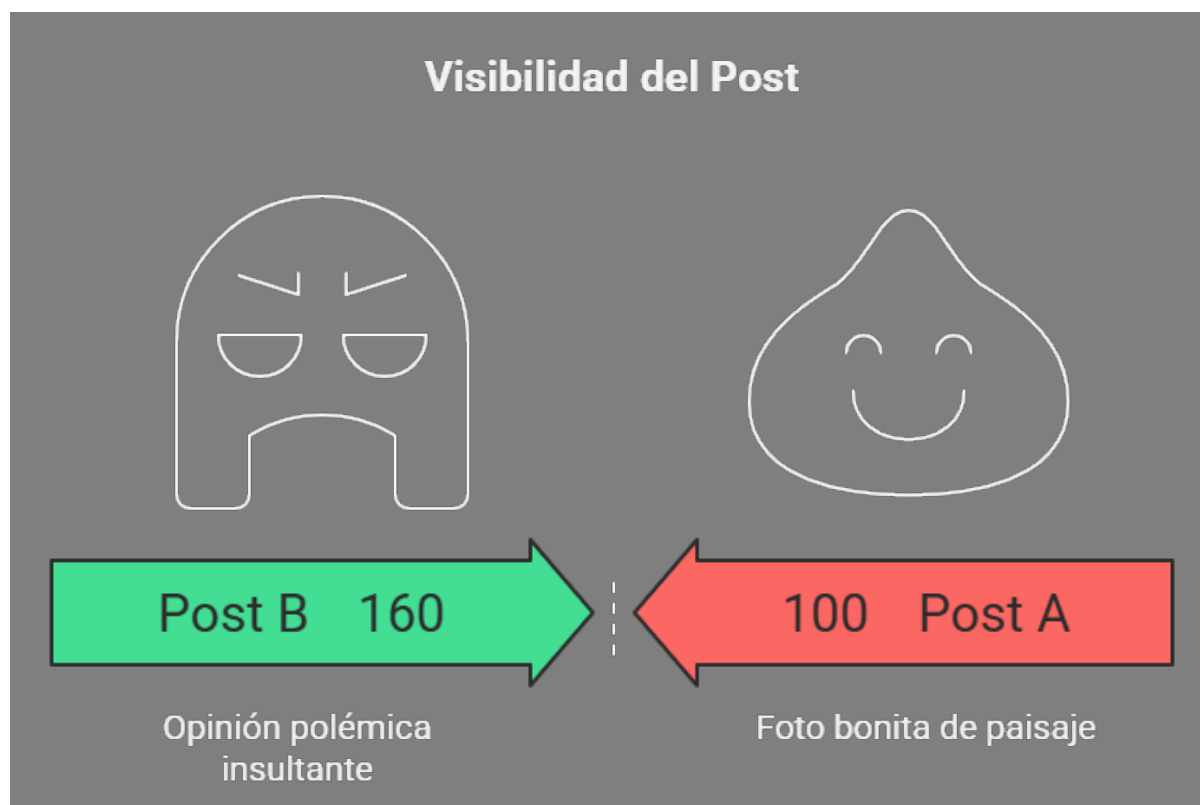 Visibilidad del Post
Post B 160
100 Post A
Opinión polémica
insultante
Foto bonita de paisaje